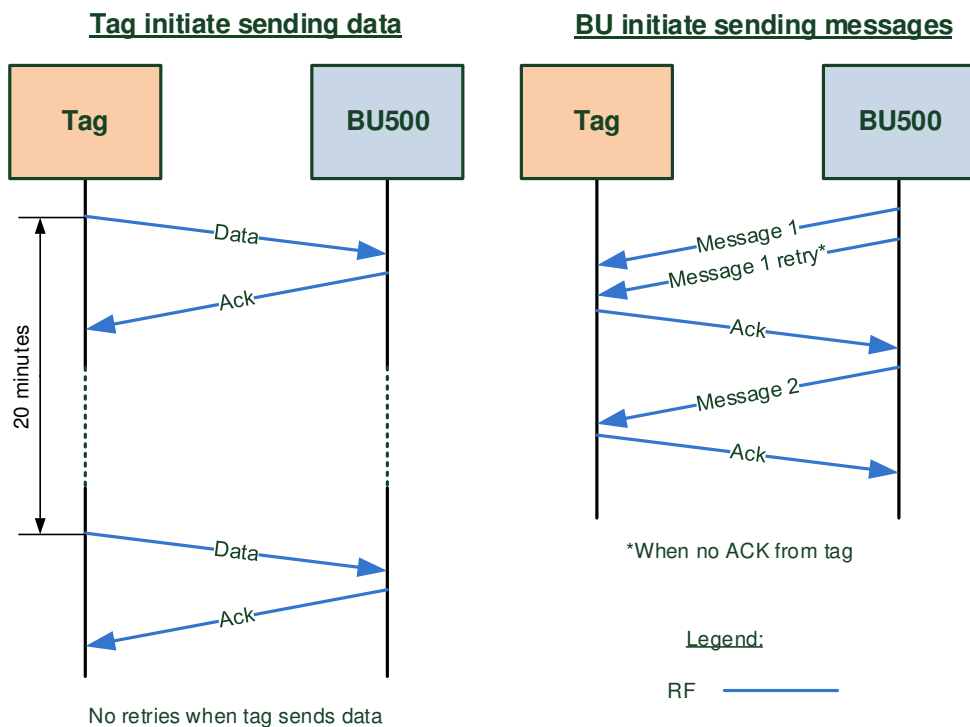 Tag initiate sending data
Tag
BU500
Data
Ack
20 minutes
Data
Ack
No retries when tag sends data
BU initiate sending messages
Tag
BU500
Message 1
Message 1 retry*
Ack
Message 2
Ack
*When no ACK from tag
Legend:
RF